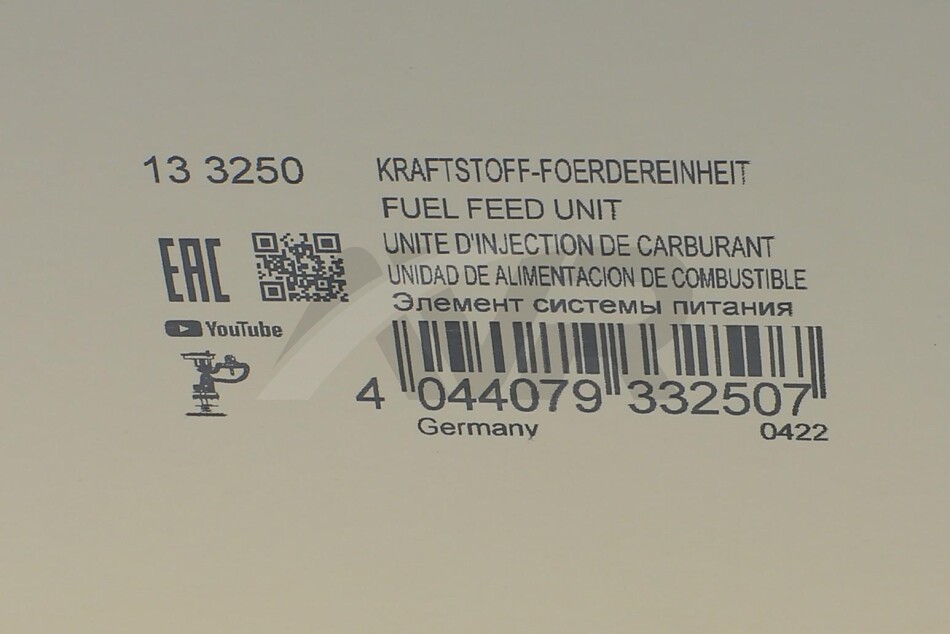 13 3250
KRAFTSTOFF-FOERDEREINHEIT
FUEL FEED UNIT
UNITE D'INJECTION DE CARBURANT
UNIDAD DE ALIMENTACION DE COMBUSTIBLE
Элемент системы питания
EAC
YouTube
4 044079 332507
Germany
0422